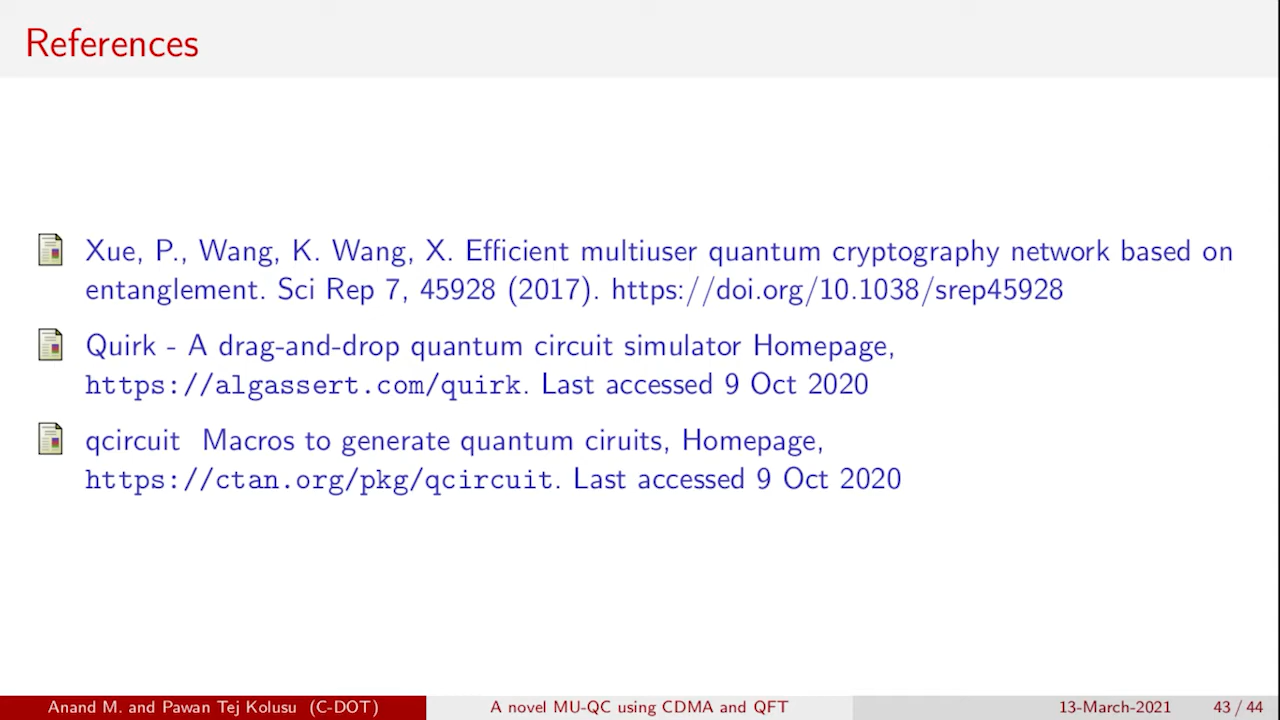 References
Xue, P., Wang, K. Wang, X. Efficient multiuser quantum cryptography network based on
entanglement. Sci Rep 7, 45928 (2017). https://doi.org/10.1038/srep45928
Quirk - A drag-and-drop quantum circuit simulator Homepage,
https://algassert.com/quirk. Last accessed 9 Oct 2020
qcircuit Macros to generate quantum ciruits, Homepage,
https://ctan.org/pkg/qcircuit. Last accessed 9 Oct 2020
Anand M. and Pawan Tej Kolusu (C-DOT) A novel MU-QC using CDMA and QFT 13-March-2021 43 / 44